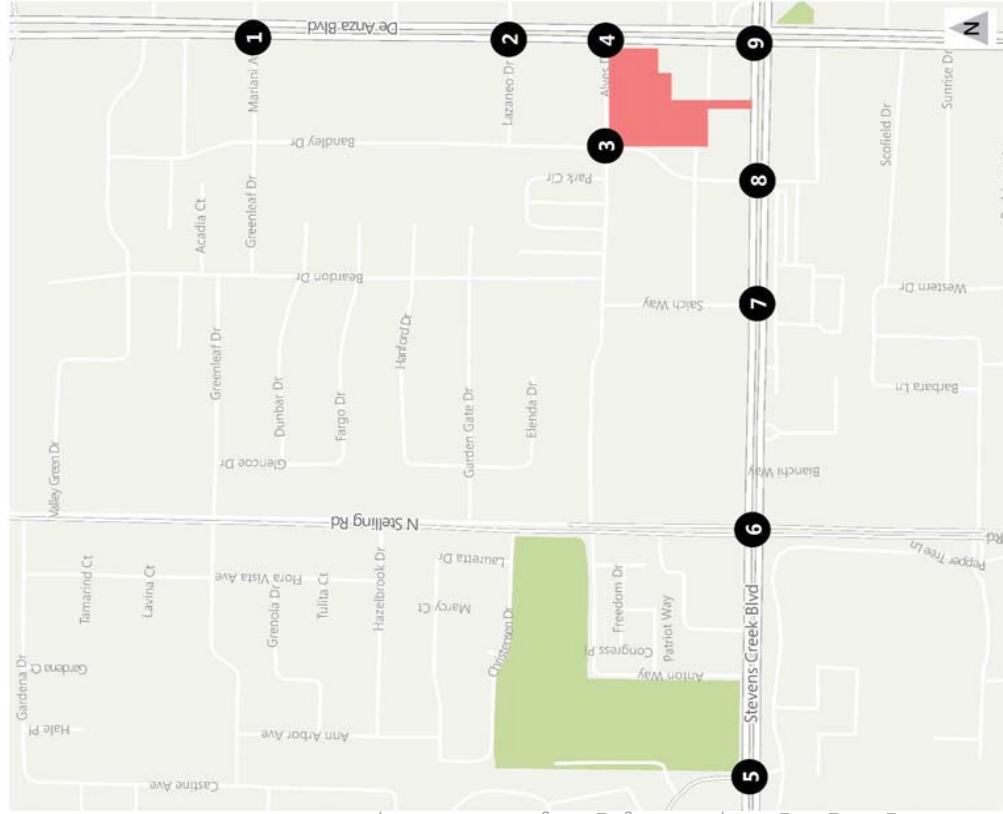 De Anza Blvd
1
2
4
9
N
Mariani A
Lazaneo Dr
Alves D
Sunrise Dr
Scofield Dr
Bandley Dr
3
Park Cir
8
Acadia Ct
Greenleaf Dr
Beardon Dr
Saich Way
7
Western Dr
Valley Green Dr
Greenleaf Dr
Dunbar Dr
Fargo Dr
Hanford Dr
Garden Gate Dr
Elenda Dr
Glencoe Dr
Barbara Ln
Bianchi Way
N Stelling Rd
6
Rd
Pepper Tree Ln
Tamarind Ct
Lavina Ct
Flora Vista Ave
Grenola Dr
Tulita Ct
Hazelbrook Dr
Lauretta Dr
Marcy Ct
Christensen Dr
Freedom Dr
Congress Pl
Patriot Way
Anton Way
Stevens Creek Blvd
Gardena Dr
Gardena Ct
Hale Pl
Ann Arbor Ave
Castine Ave
5